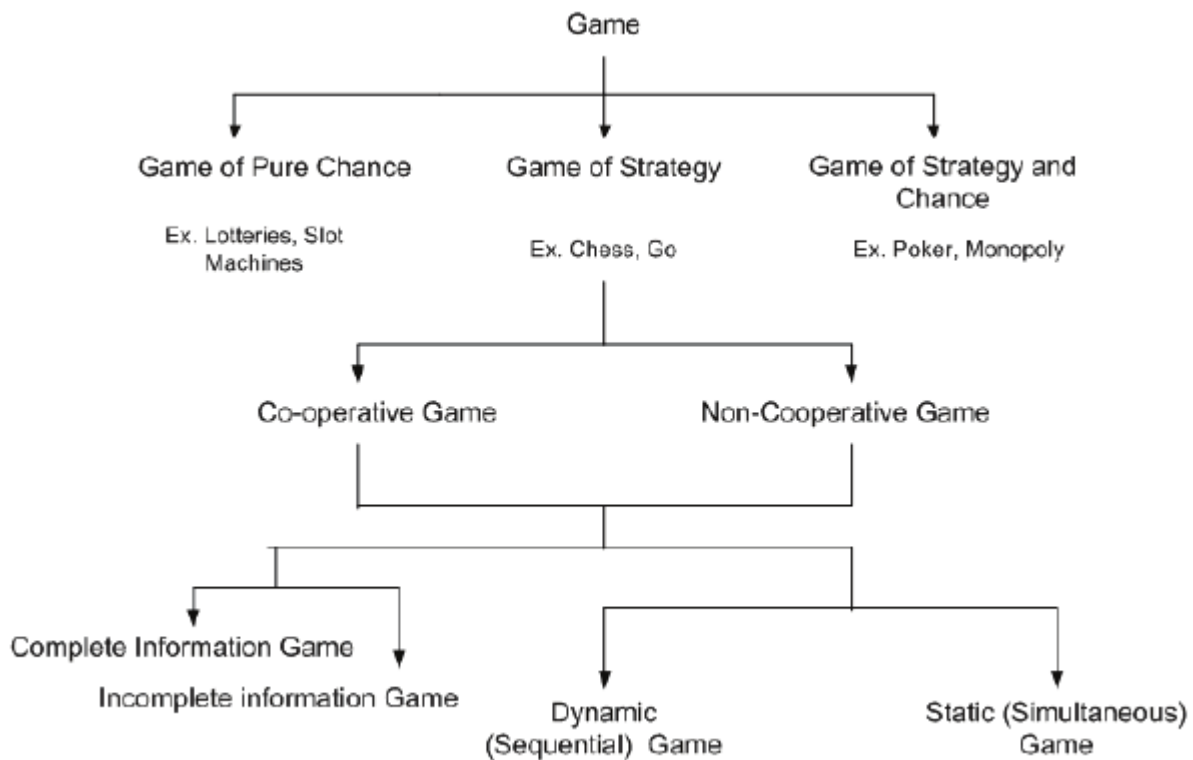 Game
Game of Pure Chance
Game of Strategy
Game of Strategy and
Chance
Ex. Lotteries, Slot
Machines
Ex. Chess, Go
Ex. Poker, Monopoly
Co-operative Game
Non-Cooperative Game
Complete Information Game
Incomplete information Game
Dynamic
(Sequential) Game
Static (Simultaneous)
Game